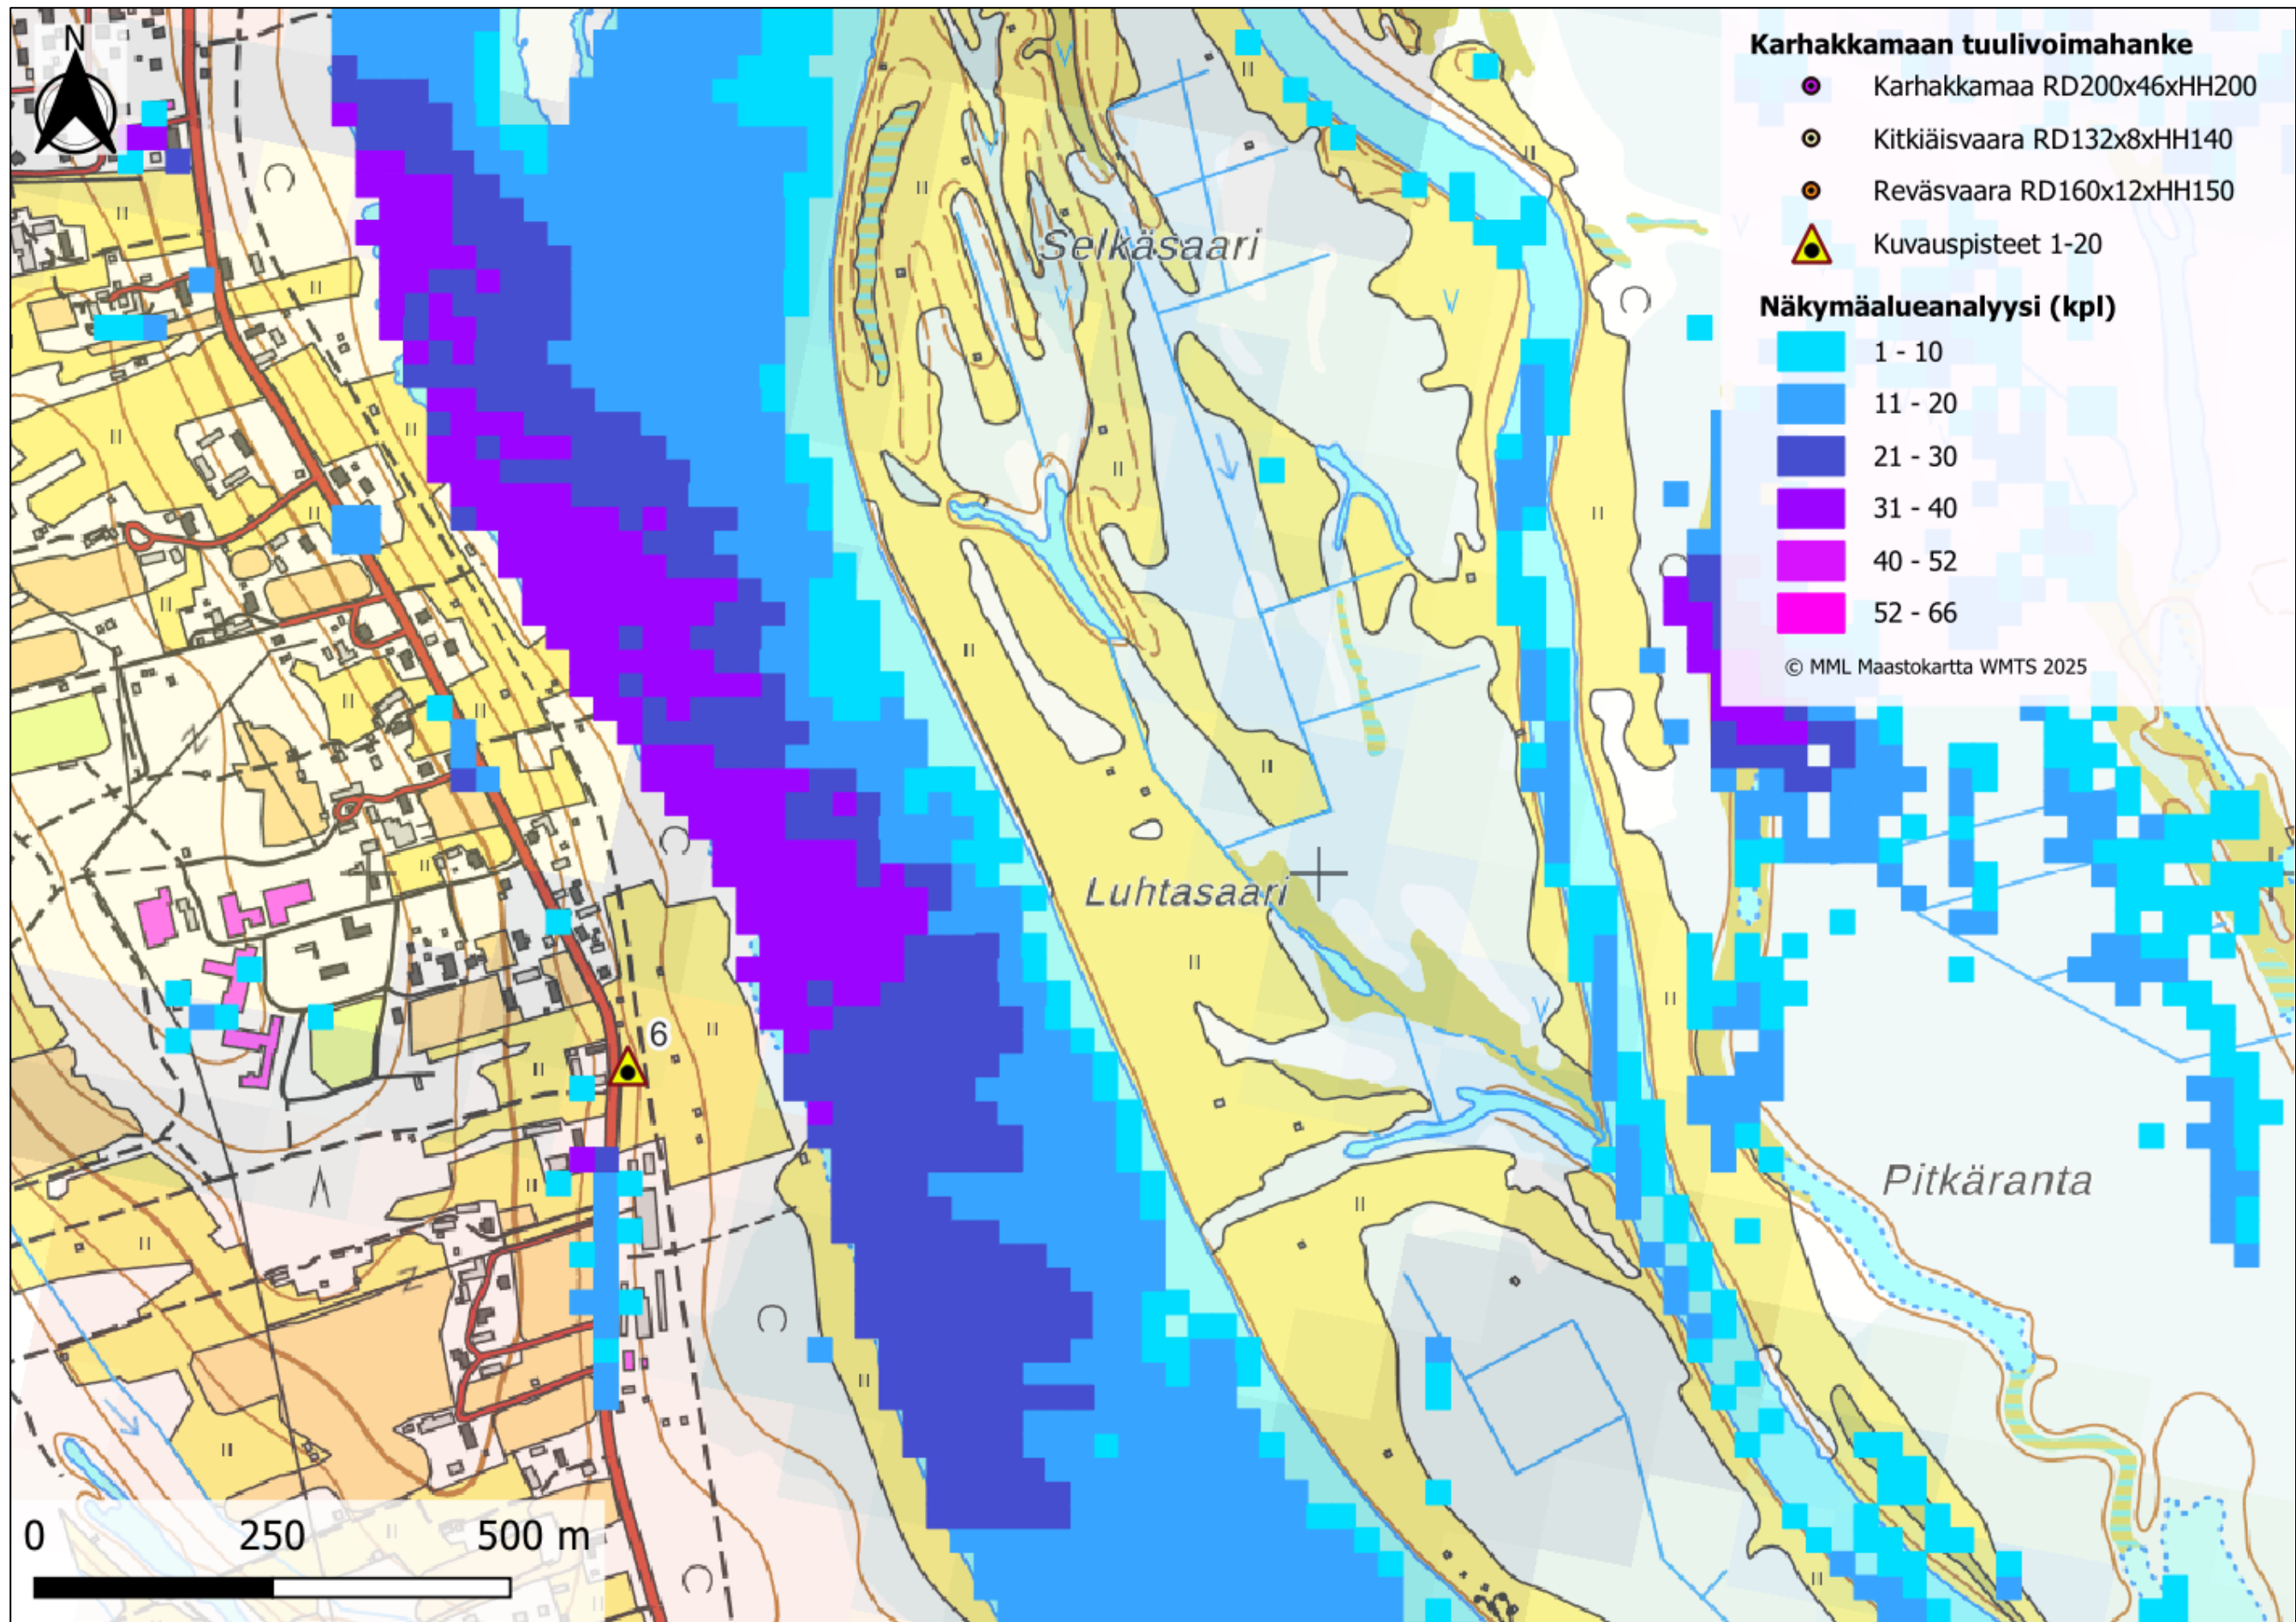 N
Karhakkamaan tuulivoimahanke
Karhakkamaa RD200x46xHH200
Kitkiäisvaara RD132x8xHH140
Reväsvaara RD160x12xHH150
Kuvauspisteet 1-20
Näkymäalueanalyysi (kpl)
1 - 10
11 - 20
21 - 30
31 - 40
40 - 52
52 - 66
© MML Maastokartta WMTS 2025
Selkäsaari
Luhtasaari
6
Pitkäranta
0 250 500 m